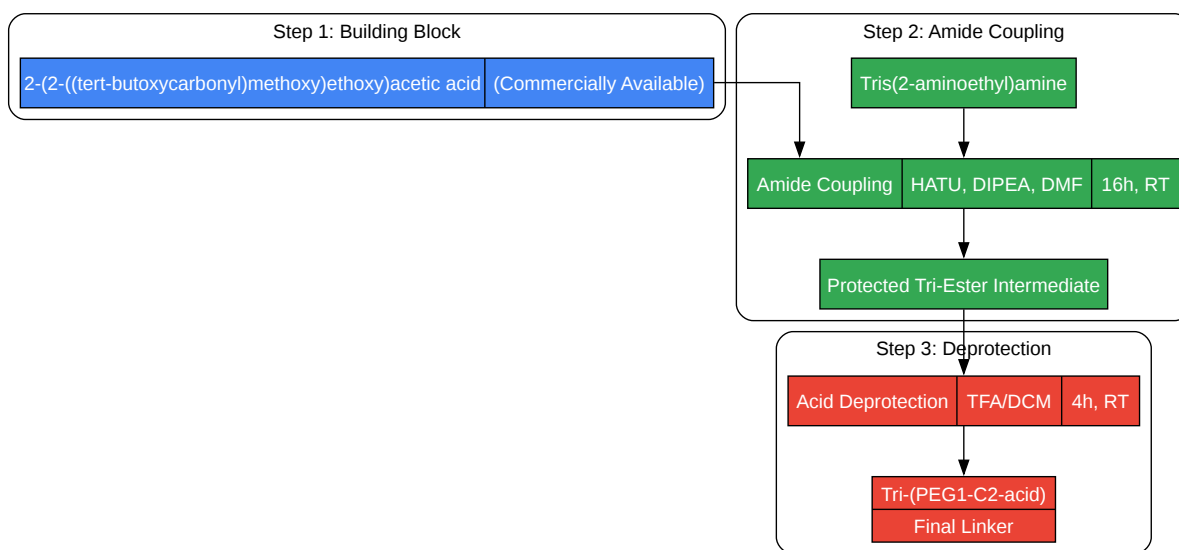 Step 1: Building Block
2-(2-((tert-butoxycarbonyl)methoxy)ethoxy)acetic acid
(Commercially Available)
Step 2: Amide Coupling
Tris(2-aminoethyl)amine
Amide Coupling
HATU, DIPEA, DMF
16h, RT
Protected Tri-Ester Intermediate
Step 3: Deprotection
Acid Deprotection
TFA/DCM
4h, RT
Tri-(PEG1-C2-acid)
Final Linker